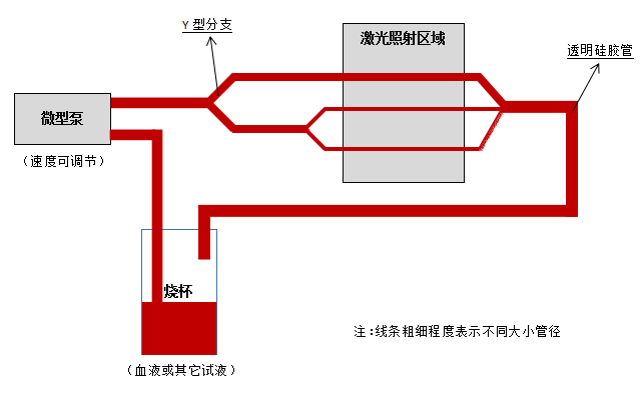 Y 型分支
激光照射区域
透明硅胶管
微型泵
（速度可调节）
烧杯
注：线条粗细程度表示不同大小管径
（血液或其它试液）